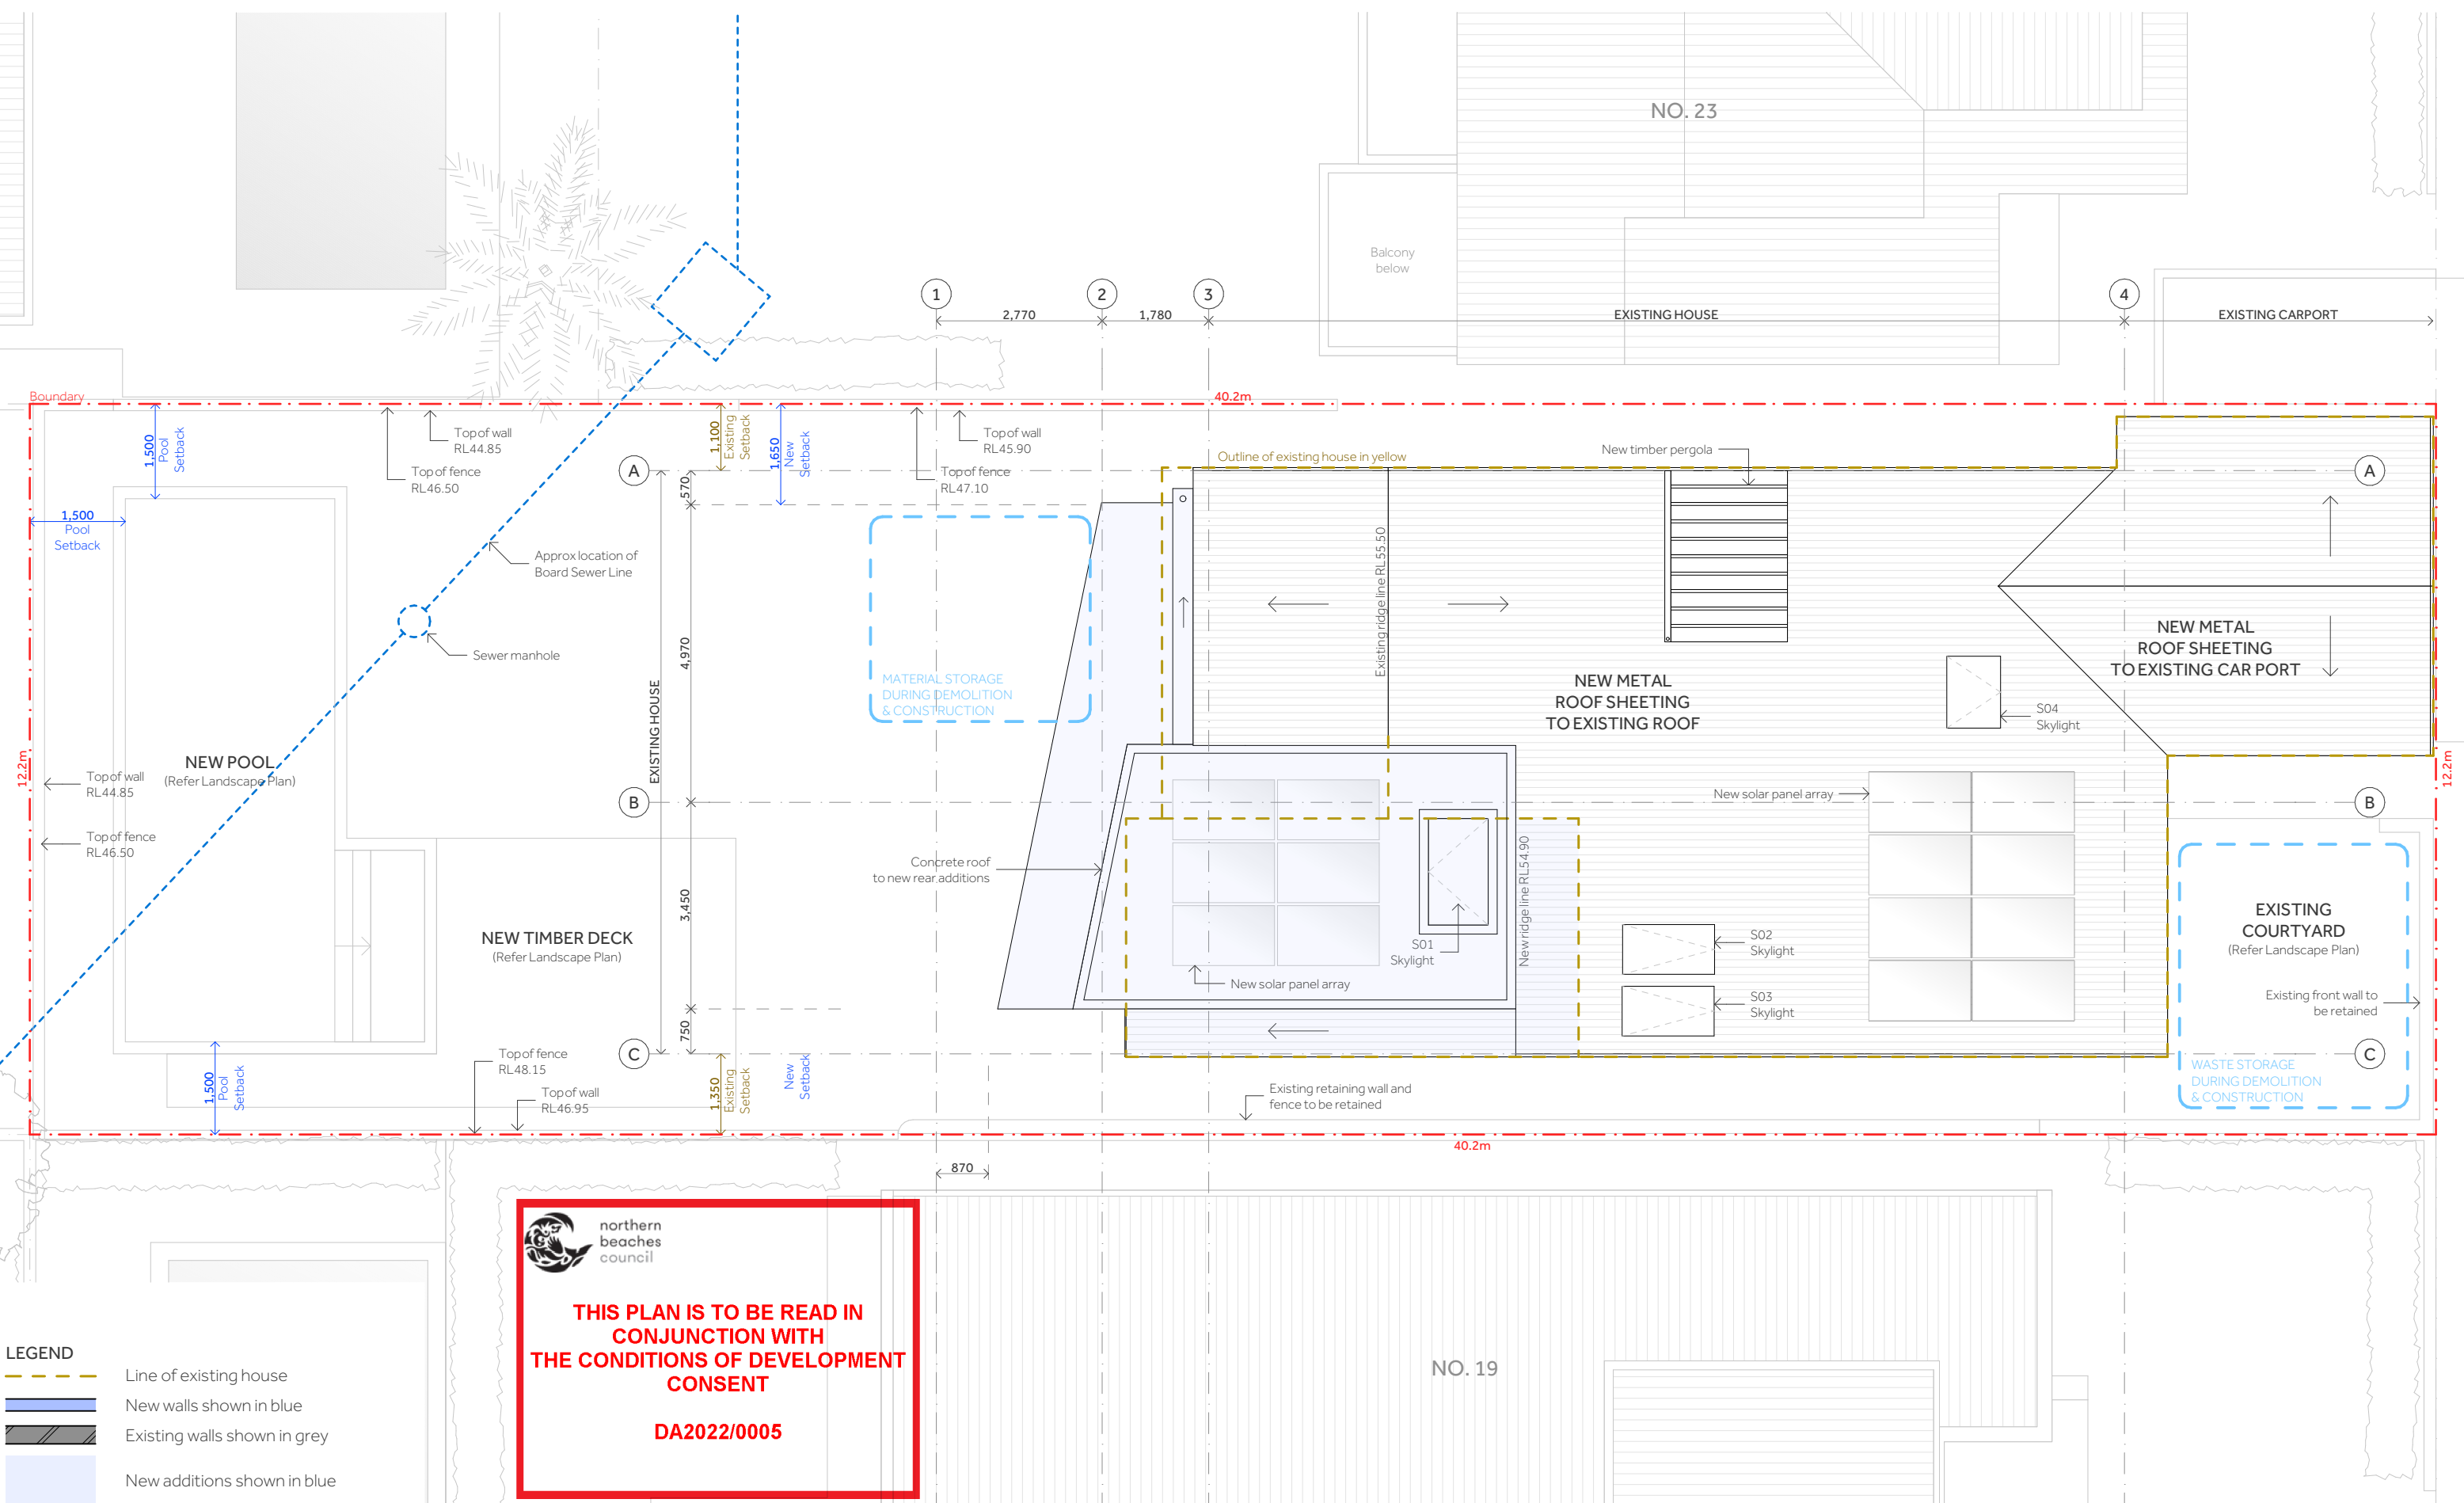 NO. 23
Balcony
below
1
2
3
4
2,770
1,780
EXISTING HOUSE
EXISTING CARPORT
Boundary
40.2m
1,500
Pool
Setback
Top of wall
RL44.85
Top of fence
RL46.50
1,100
Existing
Setback
1,650
New
Setback
Top of wall
RL45.90
Top of fence
RL47.10
Outline of existing house in yellow
New timber pergola
A
A
570
1,500
Pool
Setback
Approx location of
Board Sewer Line
Sewer manhole
4,970
EXISTING HOUSE
MATERIAL STORAGE
DURING DEMOLITION
& CONSTRUCTION
Existing ridge line RL55.50
NEW METAL
ROOF SHEETING
TO EXISTING ROOF
NEW METAL
ROOF SHEETING
TO EXISTING CAR PORT
S04
Skylight
12.2m
12.2m
NEW POOL
(Refer Landscape Plan)
Top of wall
RL44.85
Top of fence
RL46.50
B
B
New solar panel array
Concrete roof
to new rear additions
3,450
New ridge line RL54.90
NEW TIMBER DECK
(Refer Landscape Plan)
S01
Skylight
S02
Skylight
New solar panel array
S03
Skylight
EXISTING
COURTYARD
(Refer Landscape Plan)
Existing front wall to
be retained
750
C
C
Top of fence
RL48.15
Top of wall
RL46.95
1,500
Pool
Setback
1,350
Existing
Setback
New
Setback
Existing retaining wall and
fence to be retained
WASTE STORAGE
DURING DEMOLITION
& CONSTRUCTION
40.2m
870
northern
beaches
council
THIS PLAN IS TO BE READ IN
CONJUNCTION WITH
THE CONDITIONS OF DEVELOPMENT
CONSENT
DA2022/0005
NO. 19
LEGEND
Line of existing house
New walls shown in blue
Existing walls shown in grey
New additions shown in blue